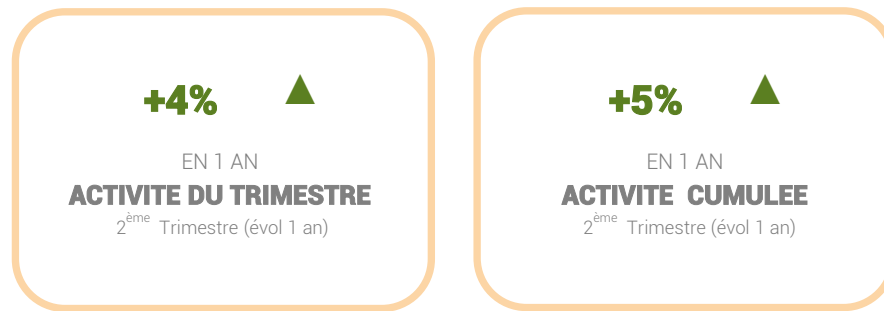 +4% ▲
EN 1 AN
ACTIVITE DU TRIMESTRE
2ème Trimestre (évol 1 an)
+5% ▲
EN 1 AN
ACTIVITE CUMULEE
2ème Trimestre (évol 1 an)